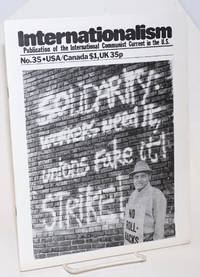 Internationalism
Publication of the International Communist Current in the U.S.
No.35•USA/Canada $1,UK 35p
SOLIDARITY:
workers need it
unions fake it!
STRIKE!
NO
ROLL-
BACKS